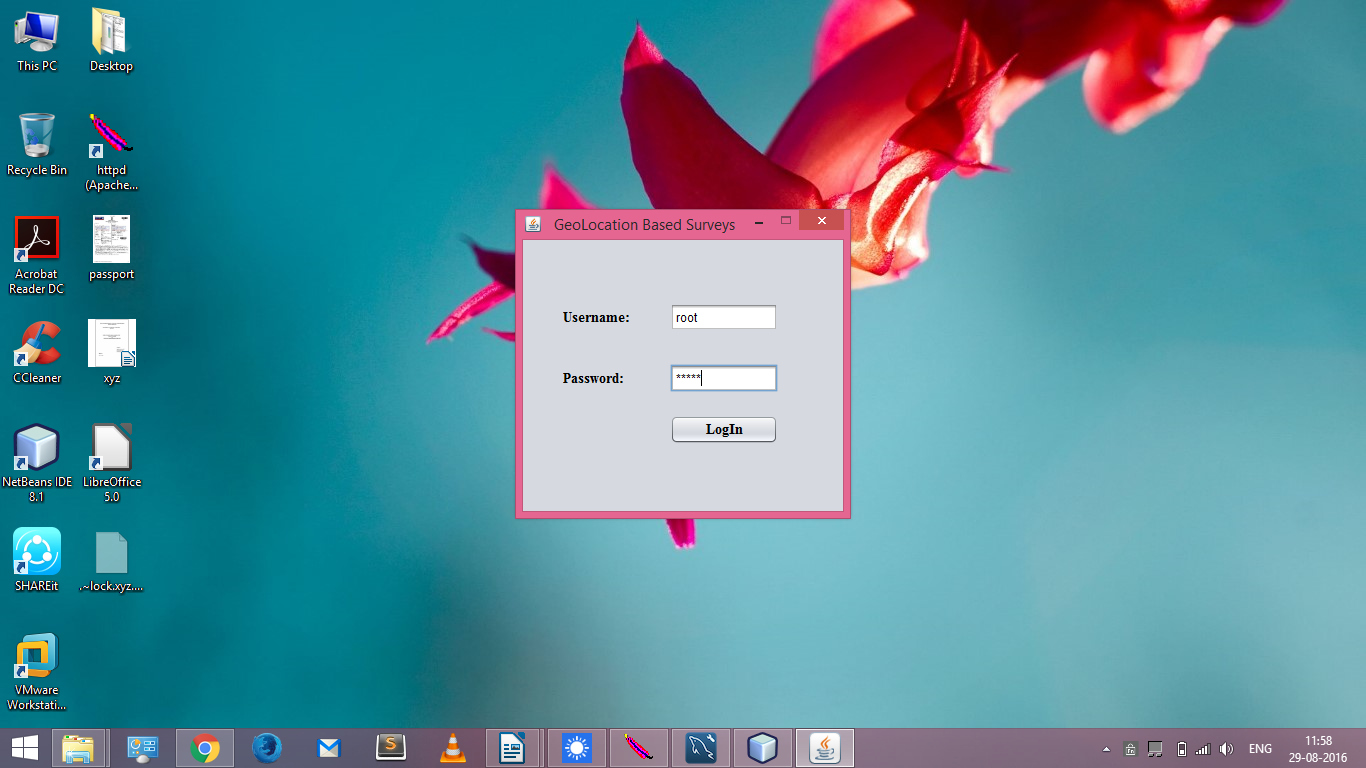 This PC
Desktop
Recycle Bin
httpd
(Apache...
Acrobat
Reader DC
passport
CCleaner
xyz
NetBeans IDE
8.1
LibreOffice
5.0
SHAREit
.~lock.xyz....
VMware
Workstati...
GeoLocation Based Surveys
Username:
root
Password:
*****
LogIn
S
ENG
11:58
29-08-2016